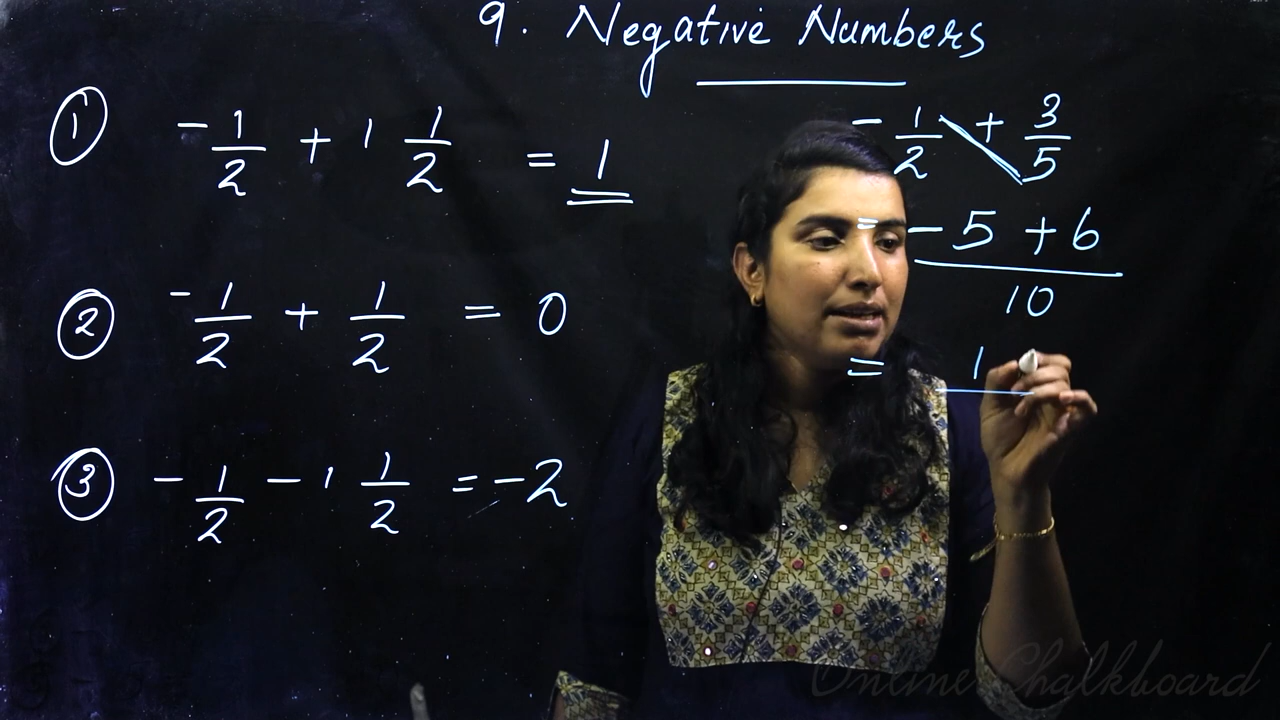 9. Negative Numbers
① -1/2 + 1 1/2 = 1
② -1/2 + 1/2 = 0
③ -1/2 - 1 1/2 = -2
-1/2 + 3/5
= -5 + 6 / 10
= 1
Online Chalkboard